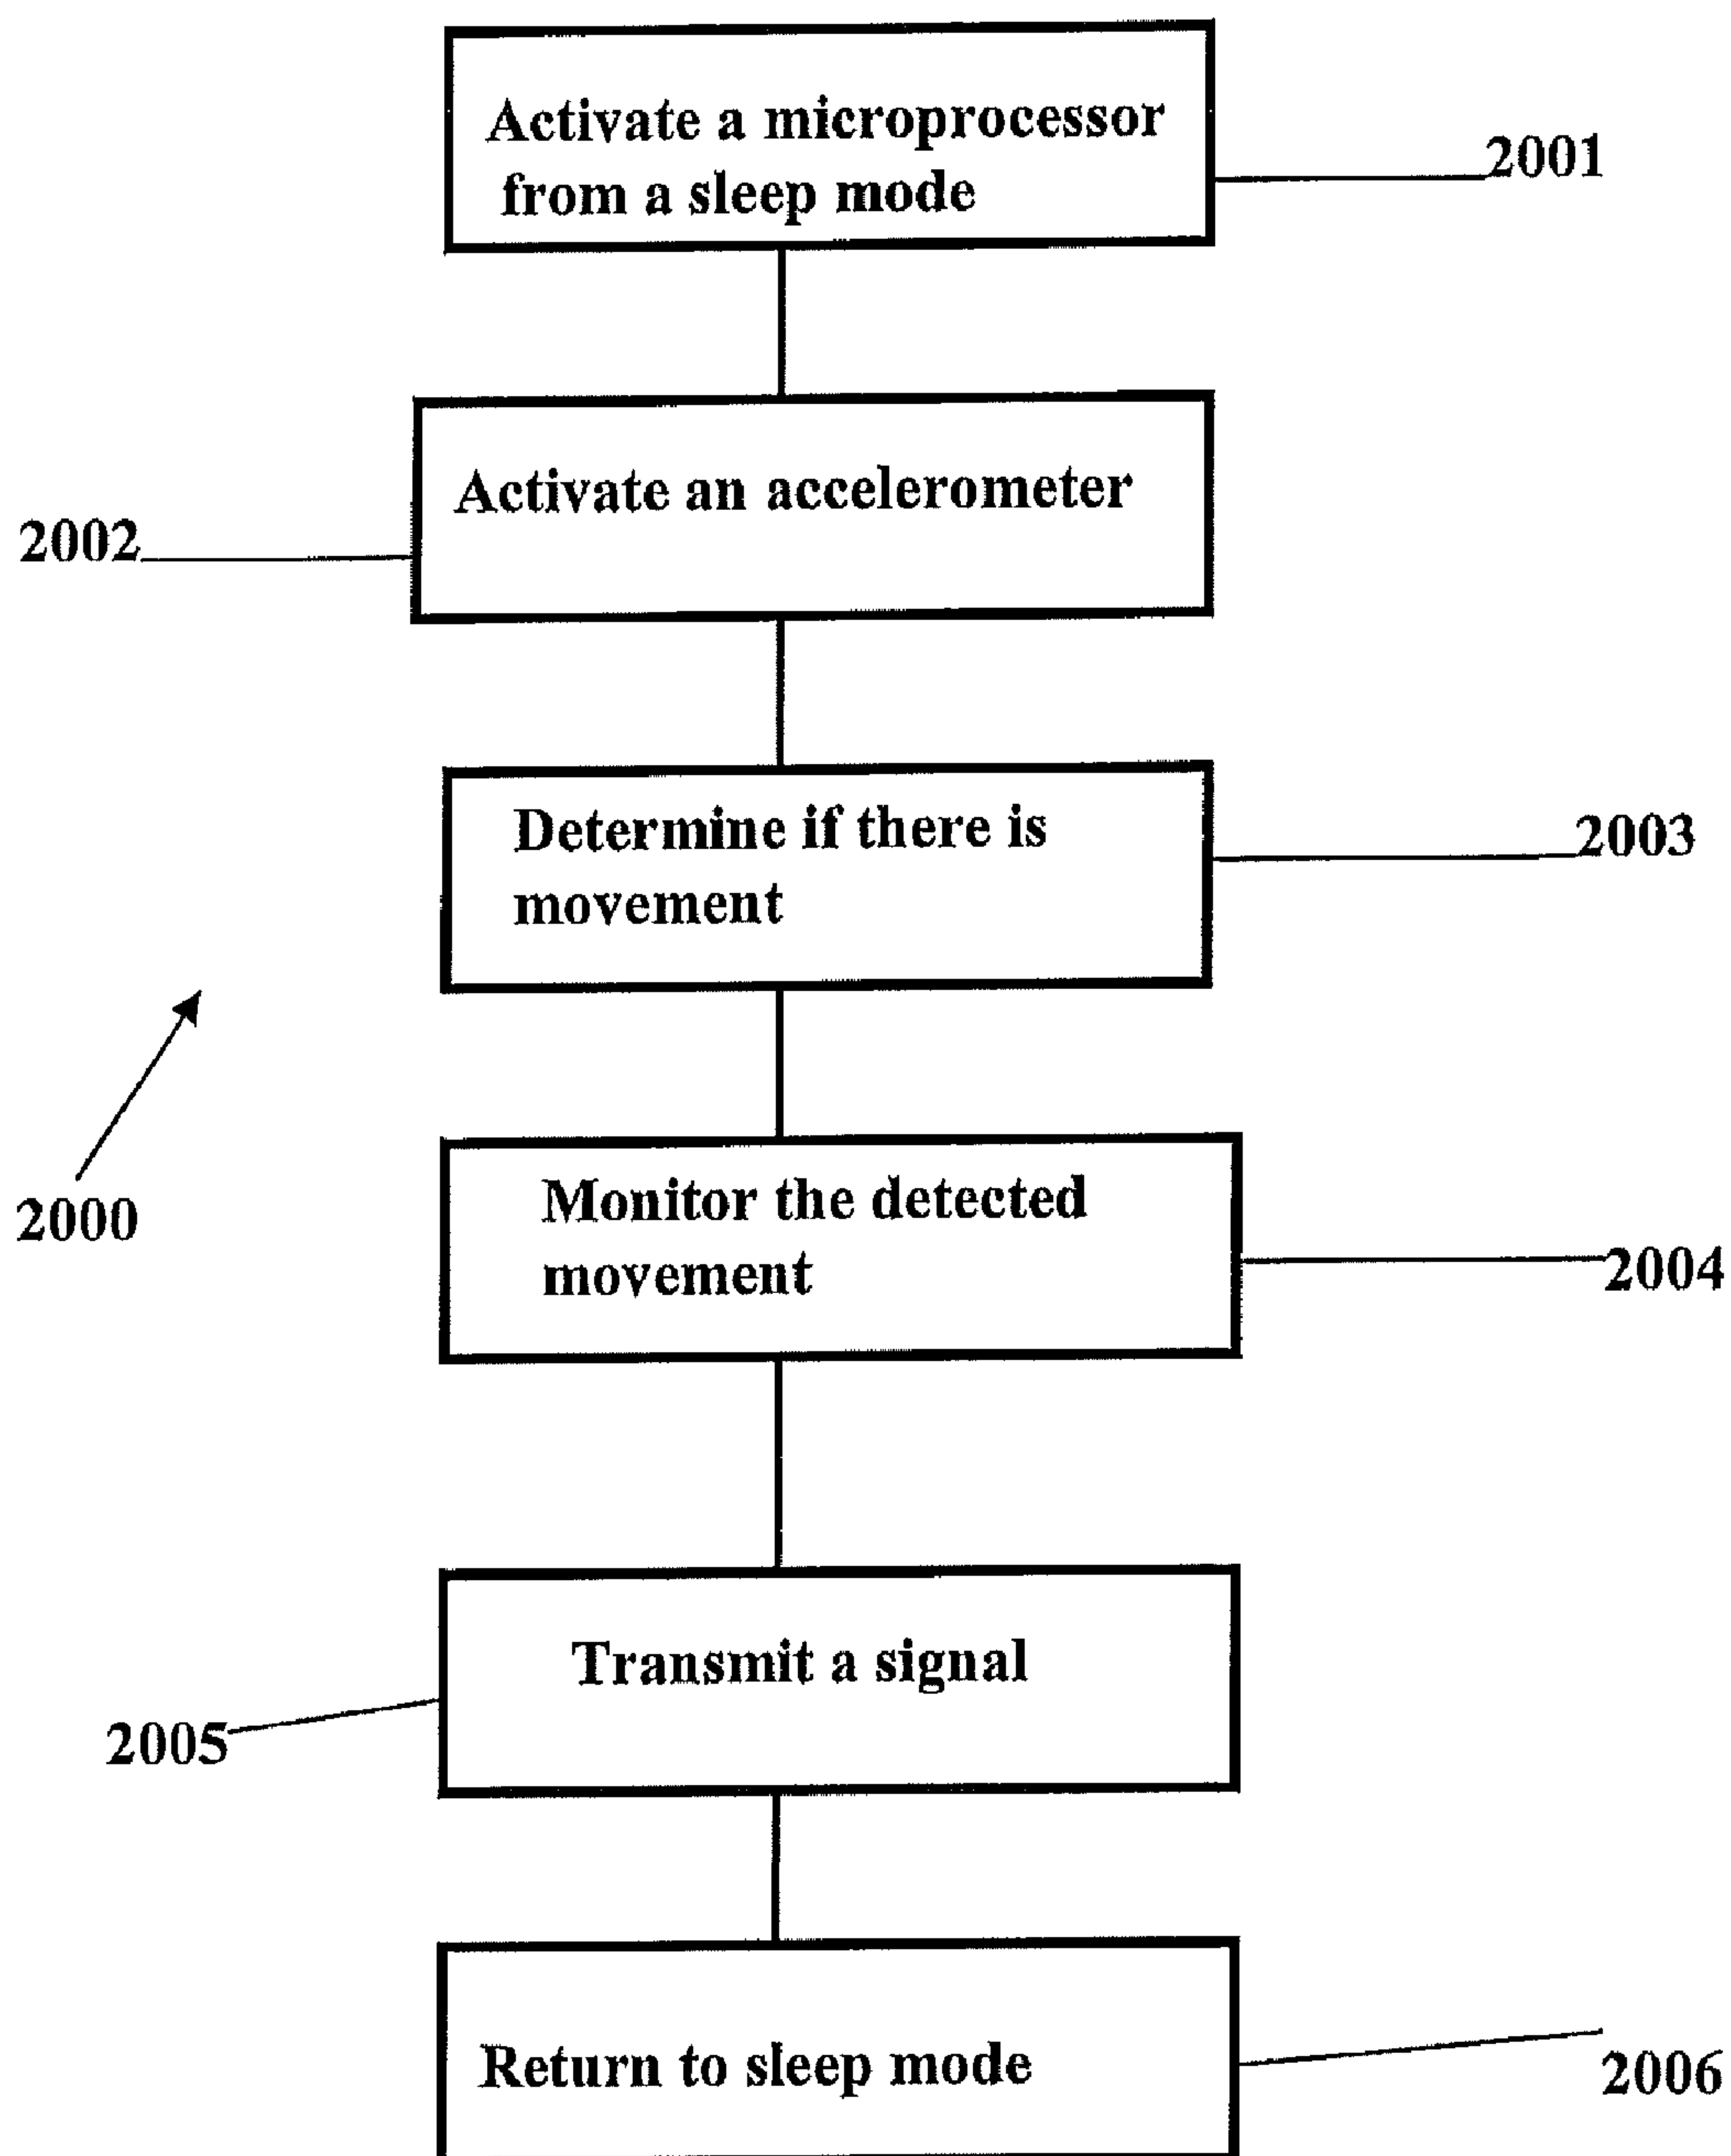 Activate a microprocessor
from a sleep mode
2001
Activate an accelerometer
2002
Determine if there is
movement
2003
2000
Monitor the detected
movement
2004
Transmit a signal
2005
Return to sleep mode
2006